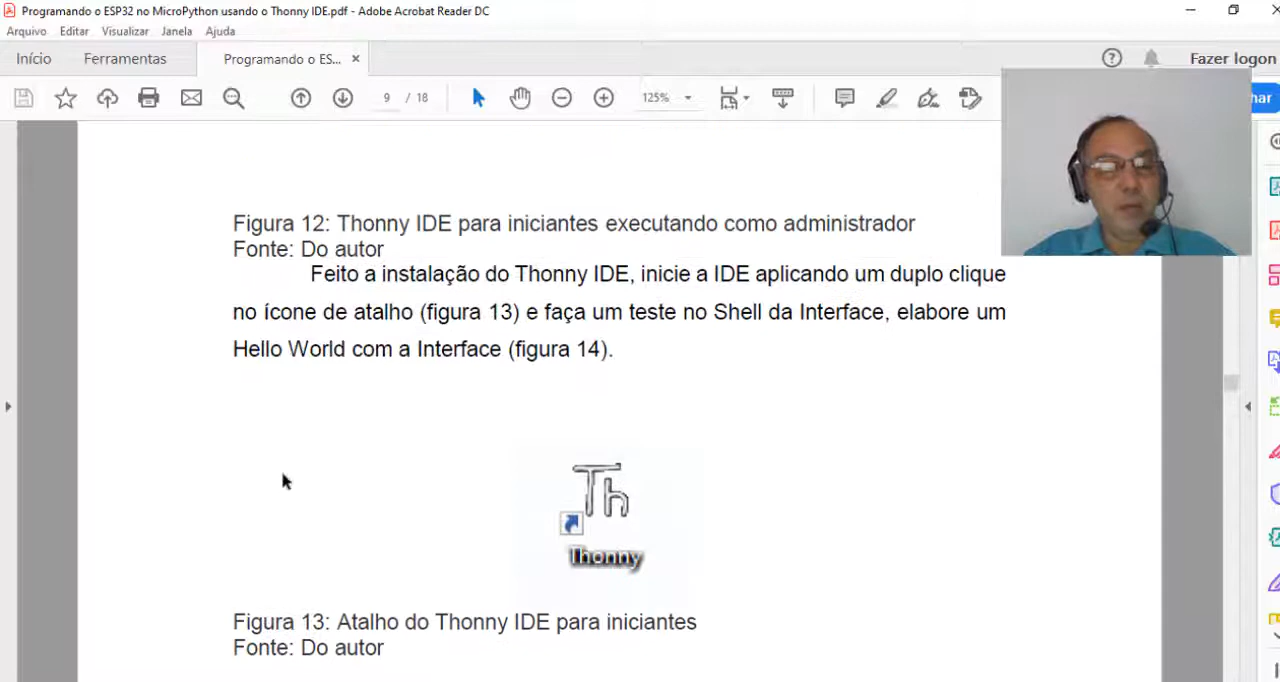 Programando o ESP32 no MicroPython usando o Thonny IDE.pdf - Adobe Acrobat Reader DC
Arquivo Editar Visualizar Janela Ajuda
Início Ferramentas Programando o ES... Fazer logon
9 / 18 125%
har
Figura 12: Thonny IDE para iniciantes executando como administrador
Fonte: Do autor
Feito a instalação do Thonny IDE, inicie a IDE aplicando um duplo clique
no ícone de atalho (figura 13) e faça um teste no Shell da Interface, elabore um
Hello World com a Interface (figura 14).
Th
Thonny
Figura 13: Atalho do Thonny IDE para iniciantes
Fonte: Do autor